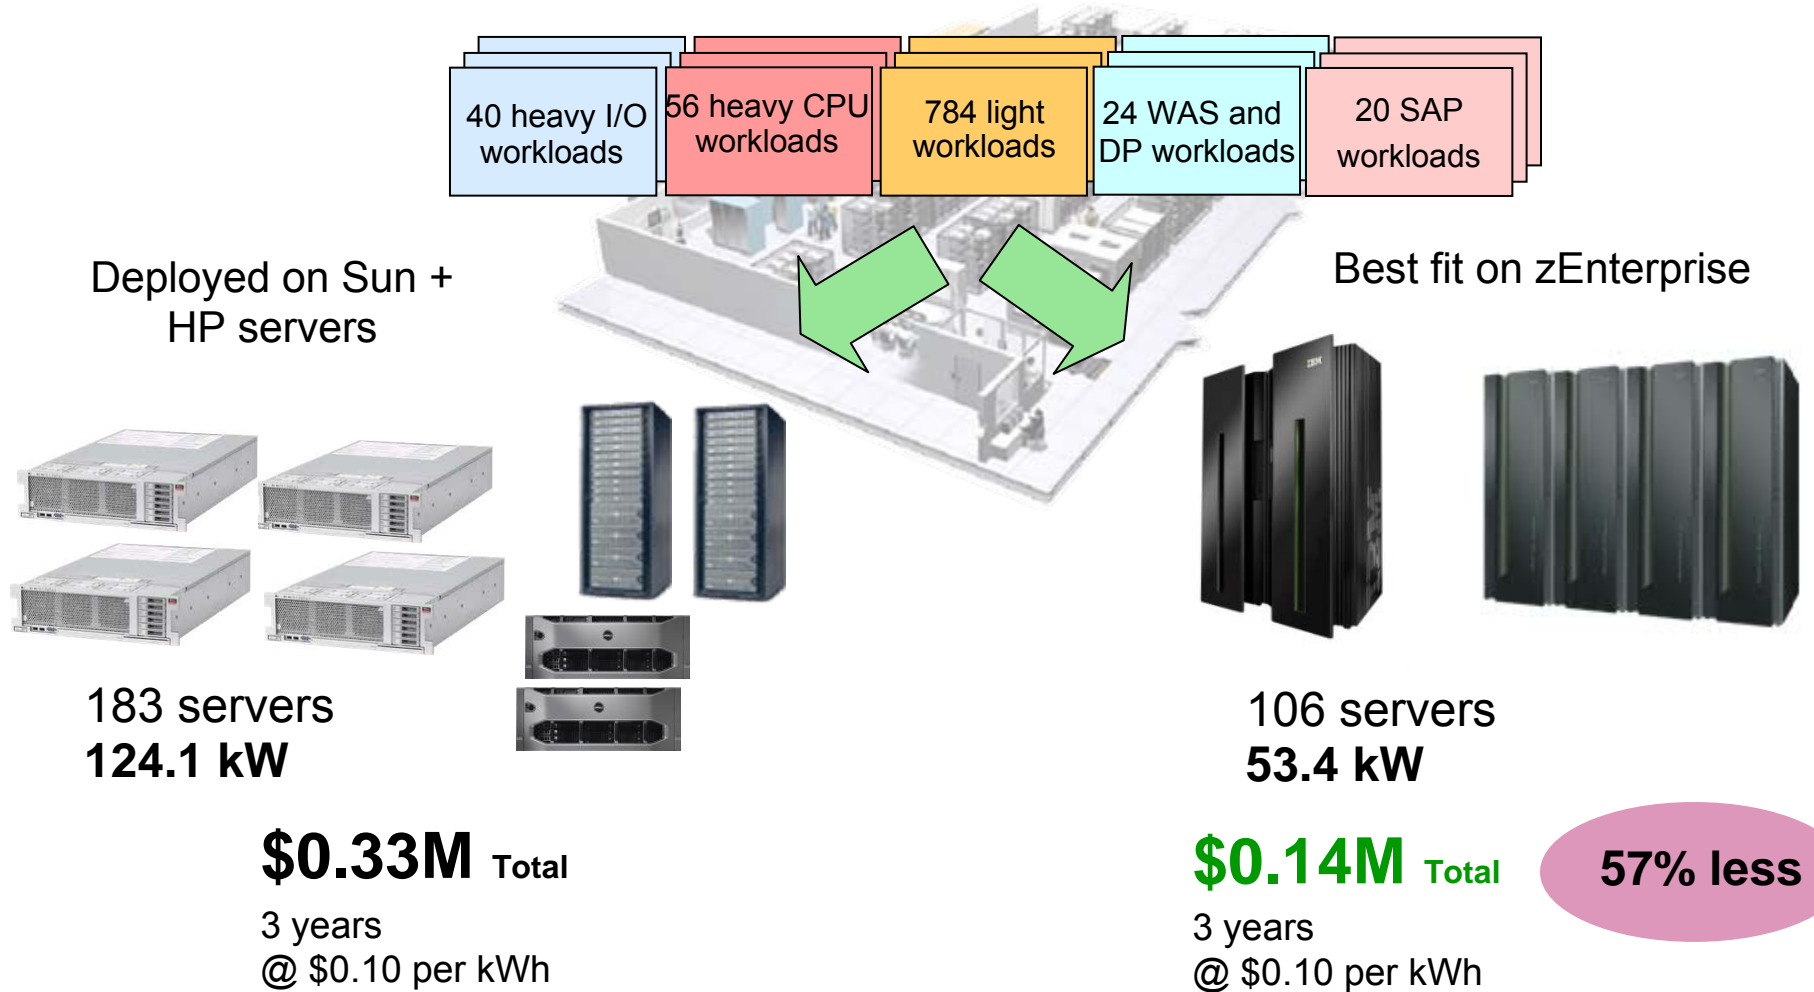 40 heavy I/O
workloads
56 heavy CPU
workloads
784 light
workloads
24 WAS and
DP workloads
20 SAP
workloads
Deployed on Sun +
HP servers
Best fit on zEnterprise
IBM
IBM
183 servers
124.1 kW
106 servers
53.4 kW
$0.33M Total
3 years
@ $0.10 per kWh
$0.14M Total
3 years
@ $0.10 per kWh
57% less